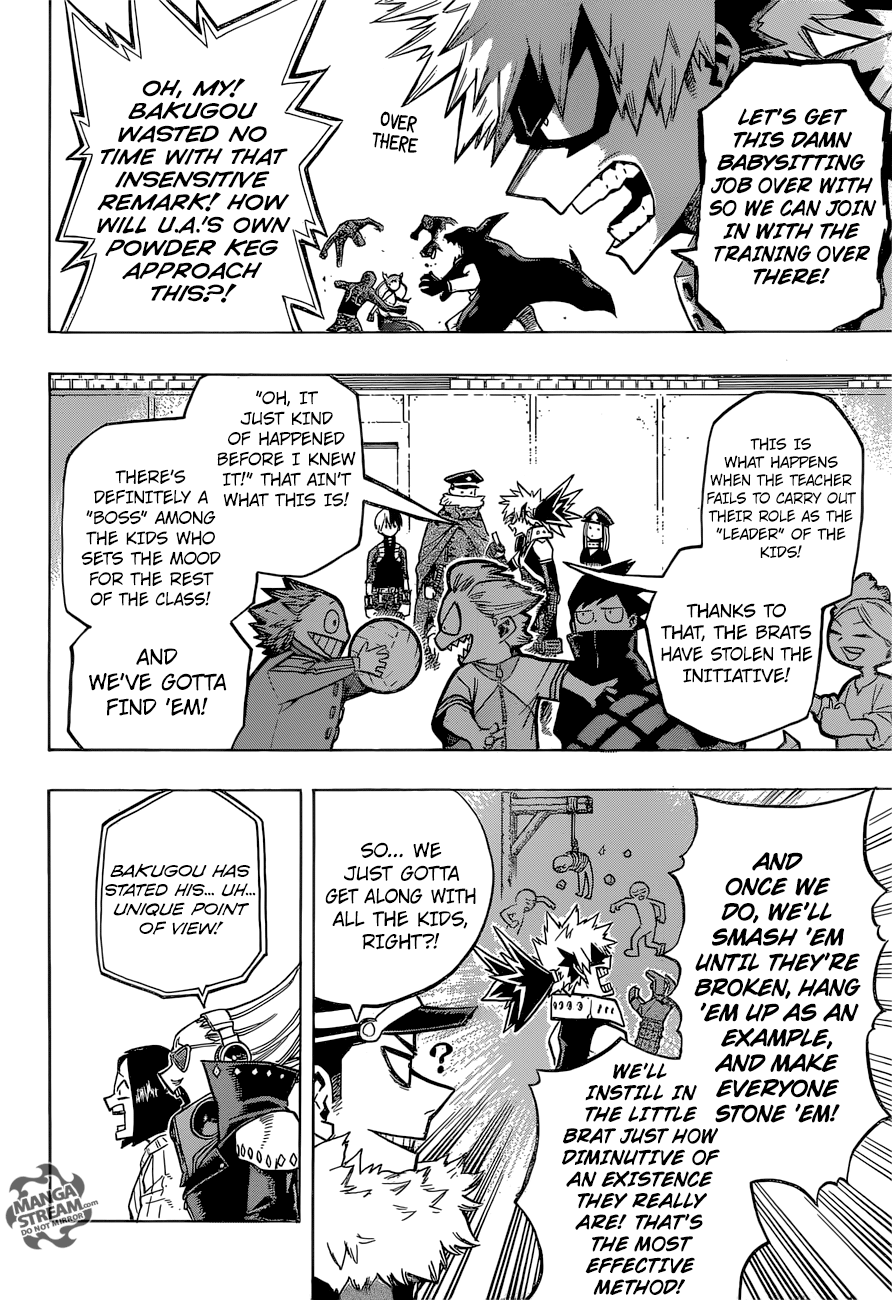 LET'S GET
THIS DAMN
BABYSITTING
JOB OVER WITH
SO WE CAN JOIN
IN WITH THE
TRAINING OVER
THERE!
OVER
THERE
OH, MY!
BAKUGOU
WASTED NO
TIME WITH THAT
INSENSITIVE
REMARK! HOW
WILL U.A.'S OWN
POWDER KEG
APPROACH
THIS?!
THIS IS
WHAT HAPPENS
WHEN THE TEACHER
FAILS TO CARRY OUT
THEIR ROLE AS THE
"LEADER" OF THE
KIDS!
THANKS TO
THAT, THE BRATS
HAVE STOLEN THE
INITIATIVE!
"OH, IT
JUST KIND
OF HAPPENED
BEFORE I KNEW
IT!" THAT AIN'T
WHAT THIS IS!
THERE'S
DEFINITELY A
"BOSS" AMONG
THE KIDS WHO
SETS THE MOOD
FOR THE REST
OF THE CLASS!
AND
WE'VE GOTTA
FIND 'EM!
AND
ONCE WE
DO, WE'LL
SMASH 'EM
UNTIL THEY'RE
BROKEN, HANG
'EM UP AS AN
EXAMPLE,
AND MAKE
EVERYONE
STONE 'EM!
WE'LL
INSTILL IN
THE LITTLE
BRAT JUST HOW
DIMINUTIVE OF
AN EXISTENCE
THEY REALLY
ARE! THAT'S
THE MOST
EFFECTIVE
METHOD!
SO... WE
JUST GOTTA
GET ALONG WITH
ALL THE KIDS,
RIGHT?!
?
BAKUGOU HAS
STATED HIS... UH...
UNIQUE POINT
OF VIEW!
MANGA
STREAM.com
DO NOT MIRROR